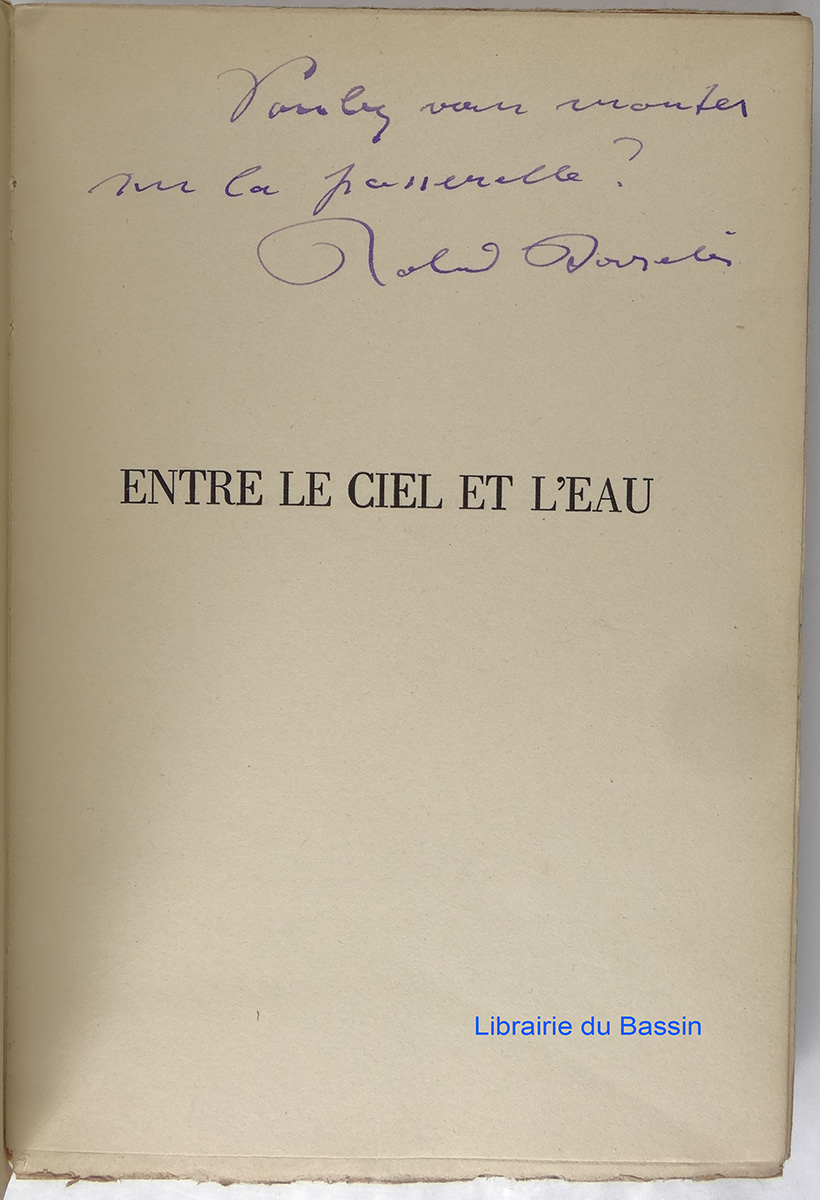 Voulez vous monter
sur la passerelle ?
Roland Dorgelès
ENTRE LE CIEL ET L'EAU
Librairie du Bassin